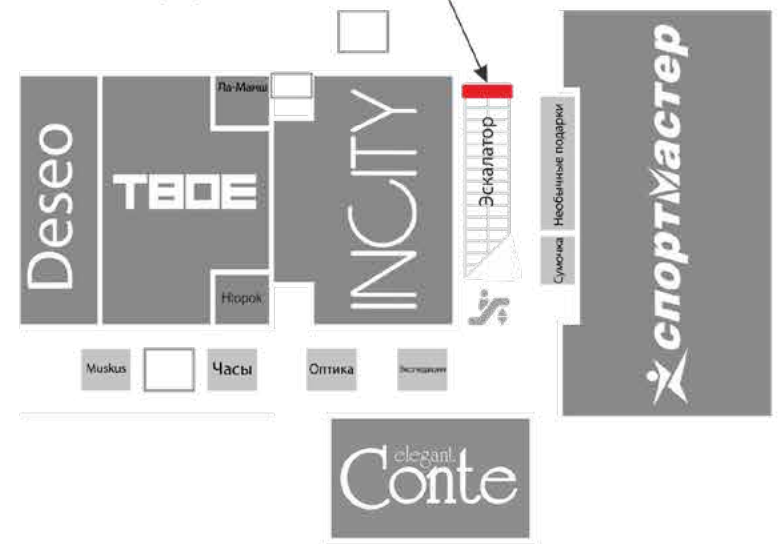 Deseo
ТВОЕ
Ла-Манш
Hlopok
INCITY
Эскалатор
Необычные подарки
Сумочка
спортмастер
Muskus
Часы
Оптика
Экспедиция
elegant
Conte